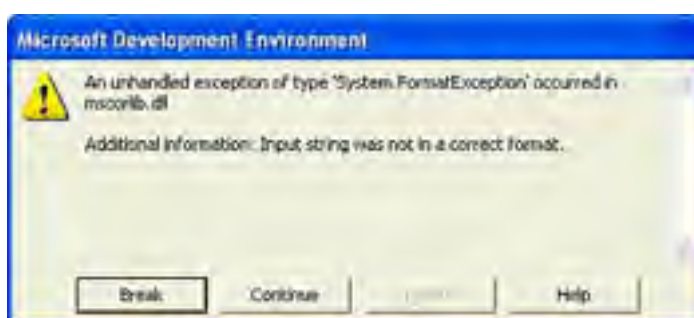 Microsoft Development Environment
An unhandled exception of type 'System.FormatException' occurred in
mscorlib.dll
Additional information: Input string was not in a correct format.
Break Continue Help